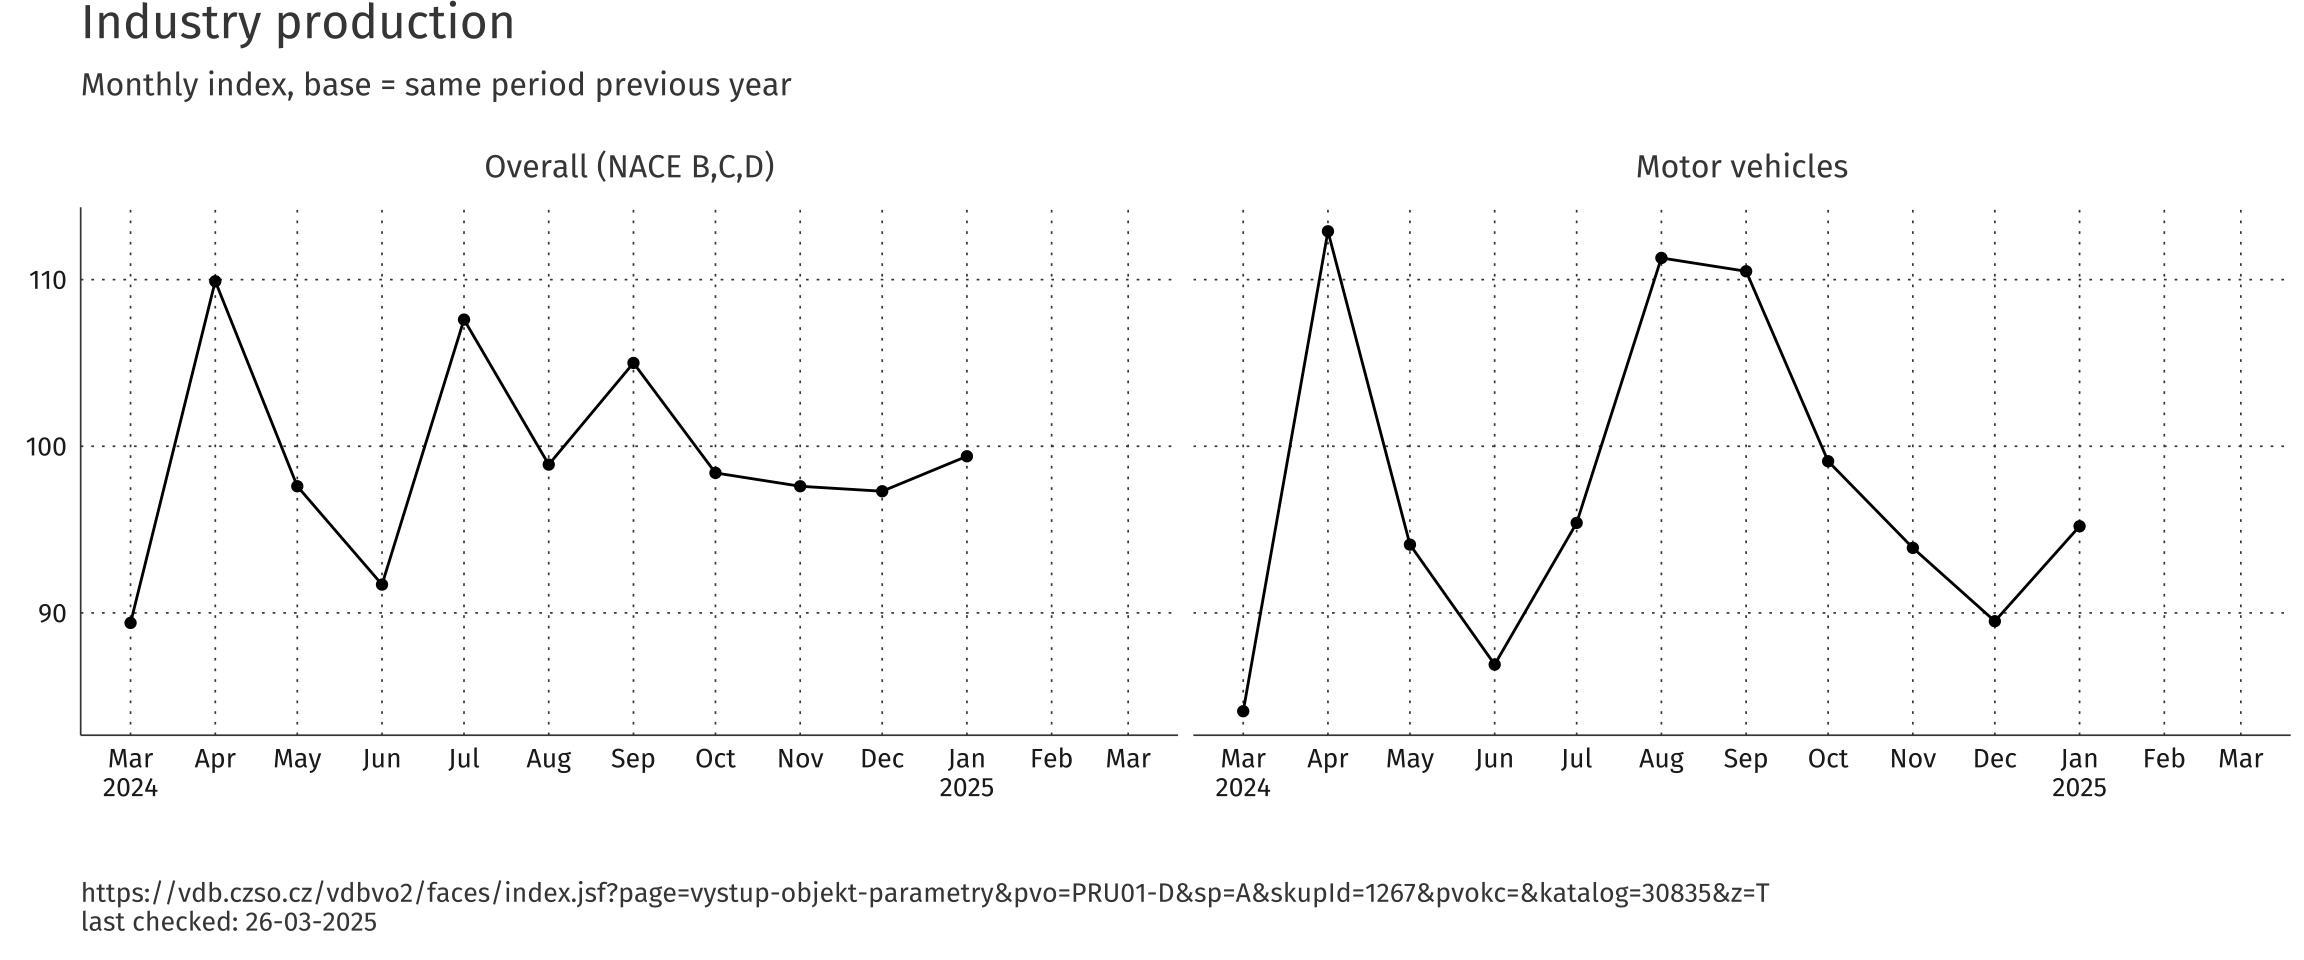 Industry production
Monthly index, base = same period previous year
Overall (NACE B,C,D)
110
100
90
Mar Apr May Jun Jul Aug Sep Oct Nov Dec Jan Feb Mar
2024 2025
Motor vehicles
Mar Apr May Jun Jul Aug Sep Oct Nov Dec Jan Feb Mar
2024 2025
https://vdb.czso.cz/vdbvo2/faces/index.jsf?page=vystup-objekt-parametry&pvo=PRU01-D&sp=A&skupId=1267&pvokc=&katalog=30835&z=T
last checked: 26-03-2025